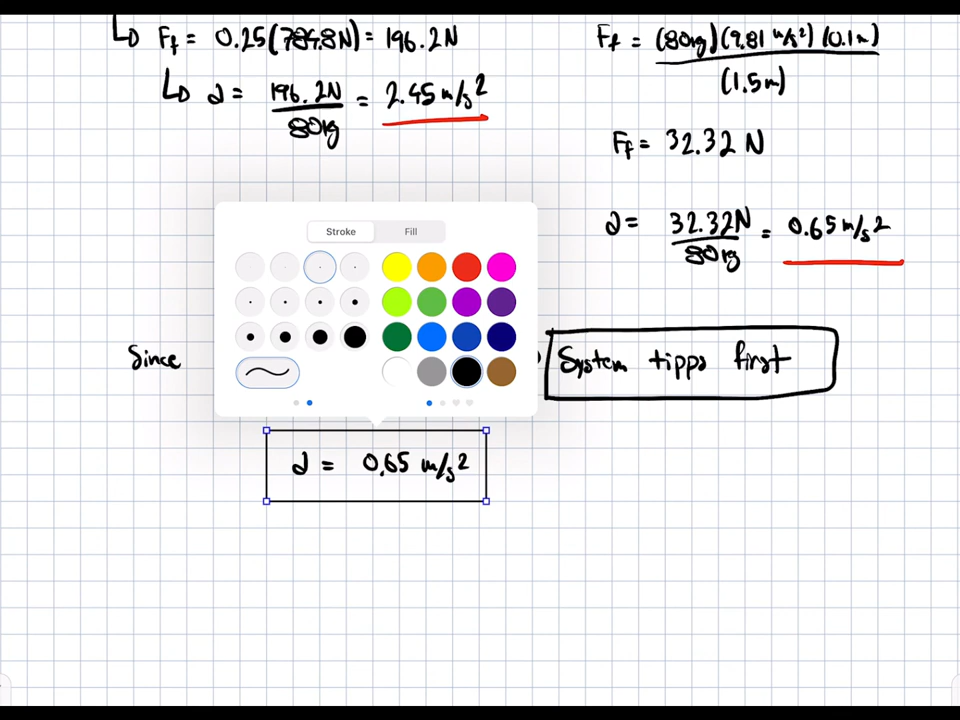 Ff = 0.25(784.8N) = 196.2N
a = 196.2N / 80kg = 2.45 m/s²
Ff = (80kg)(9.81 m/s²)(0.1m) / (1.5m)
Ff = 32.32 N
a = 32.32N / 80kg = 0.65 m/s²
Stroke Fill
Since
System tipps first
a = 0.65 m/s²